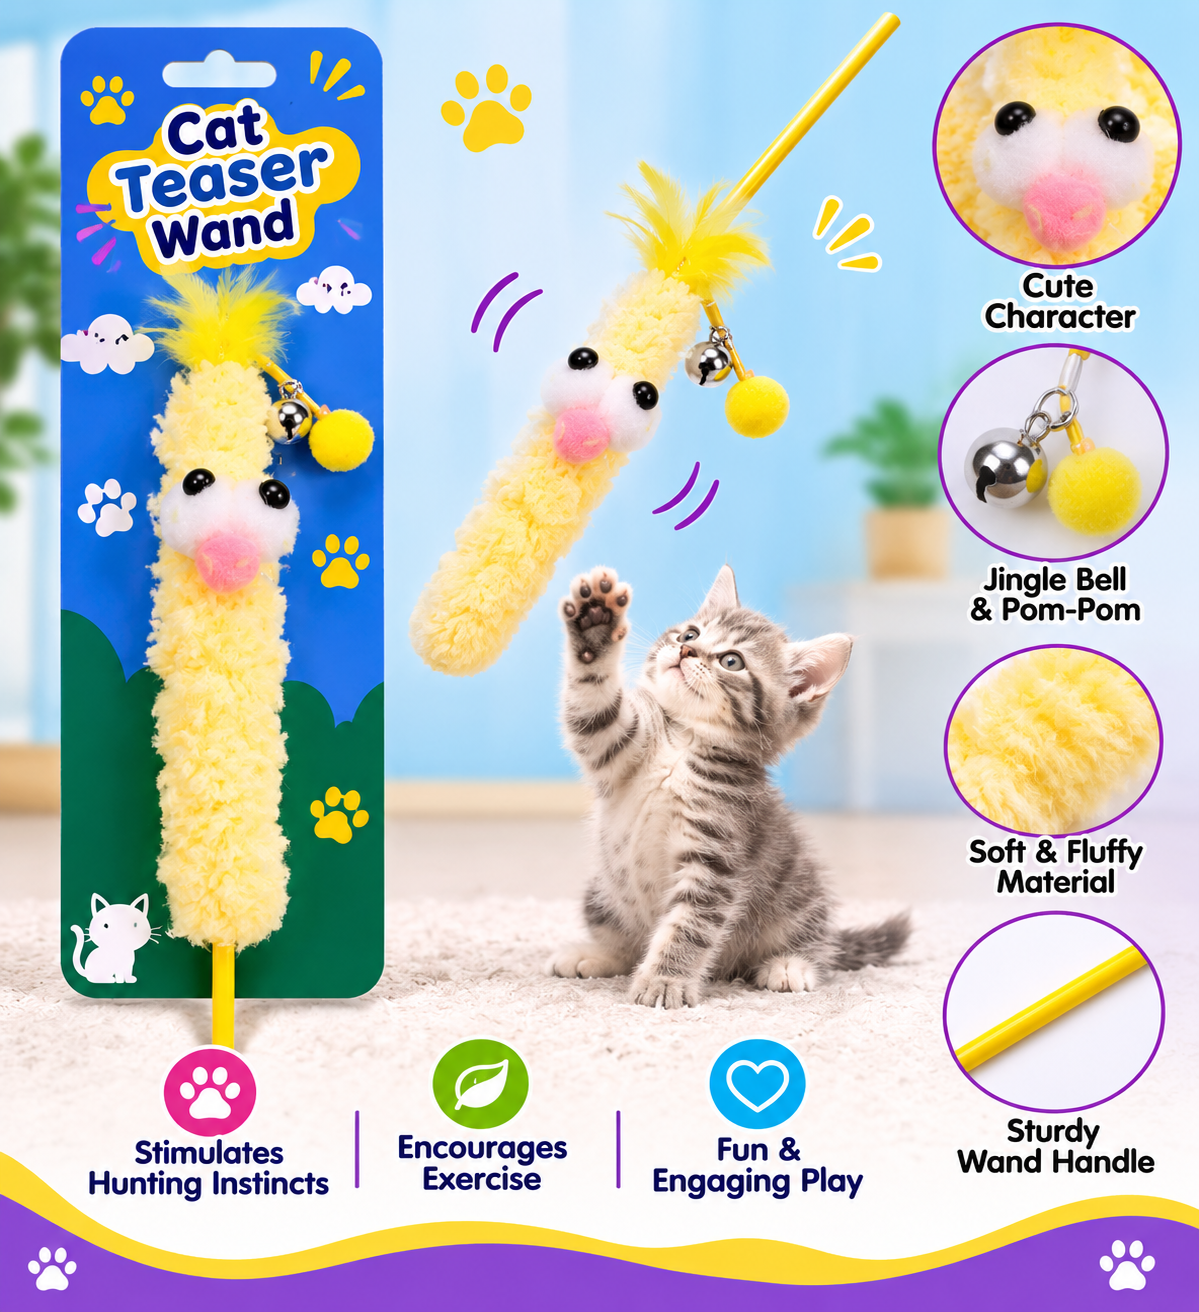 Cat
Teaser
Wand
Cute
Character
Jingle Bell
& Pom-Pom
Soft & Fluffy
Material
Sturdy
Wand Handle
Stimulates
Hunting Instincts
Encourages
Exercise
Fun &
Engaging Play